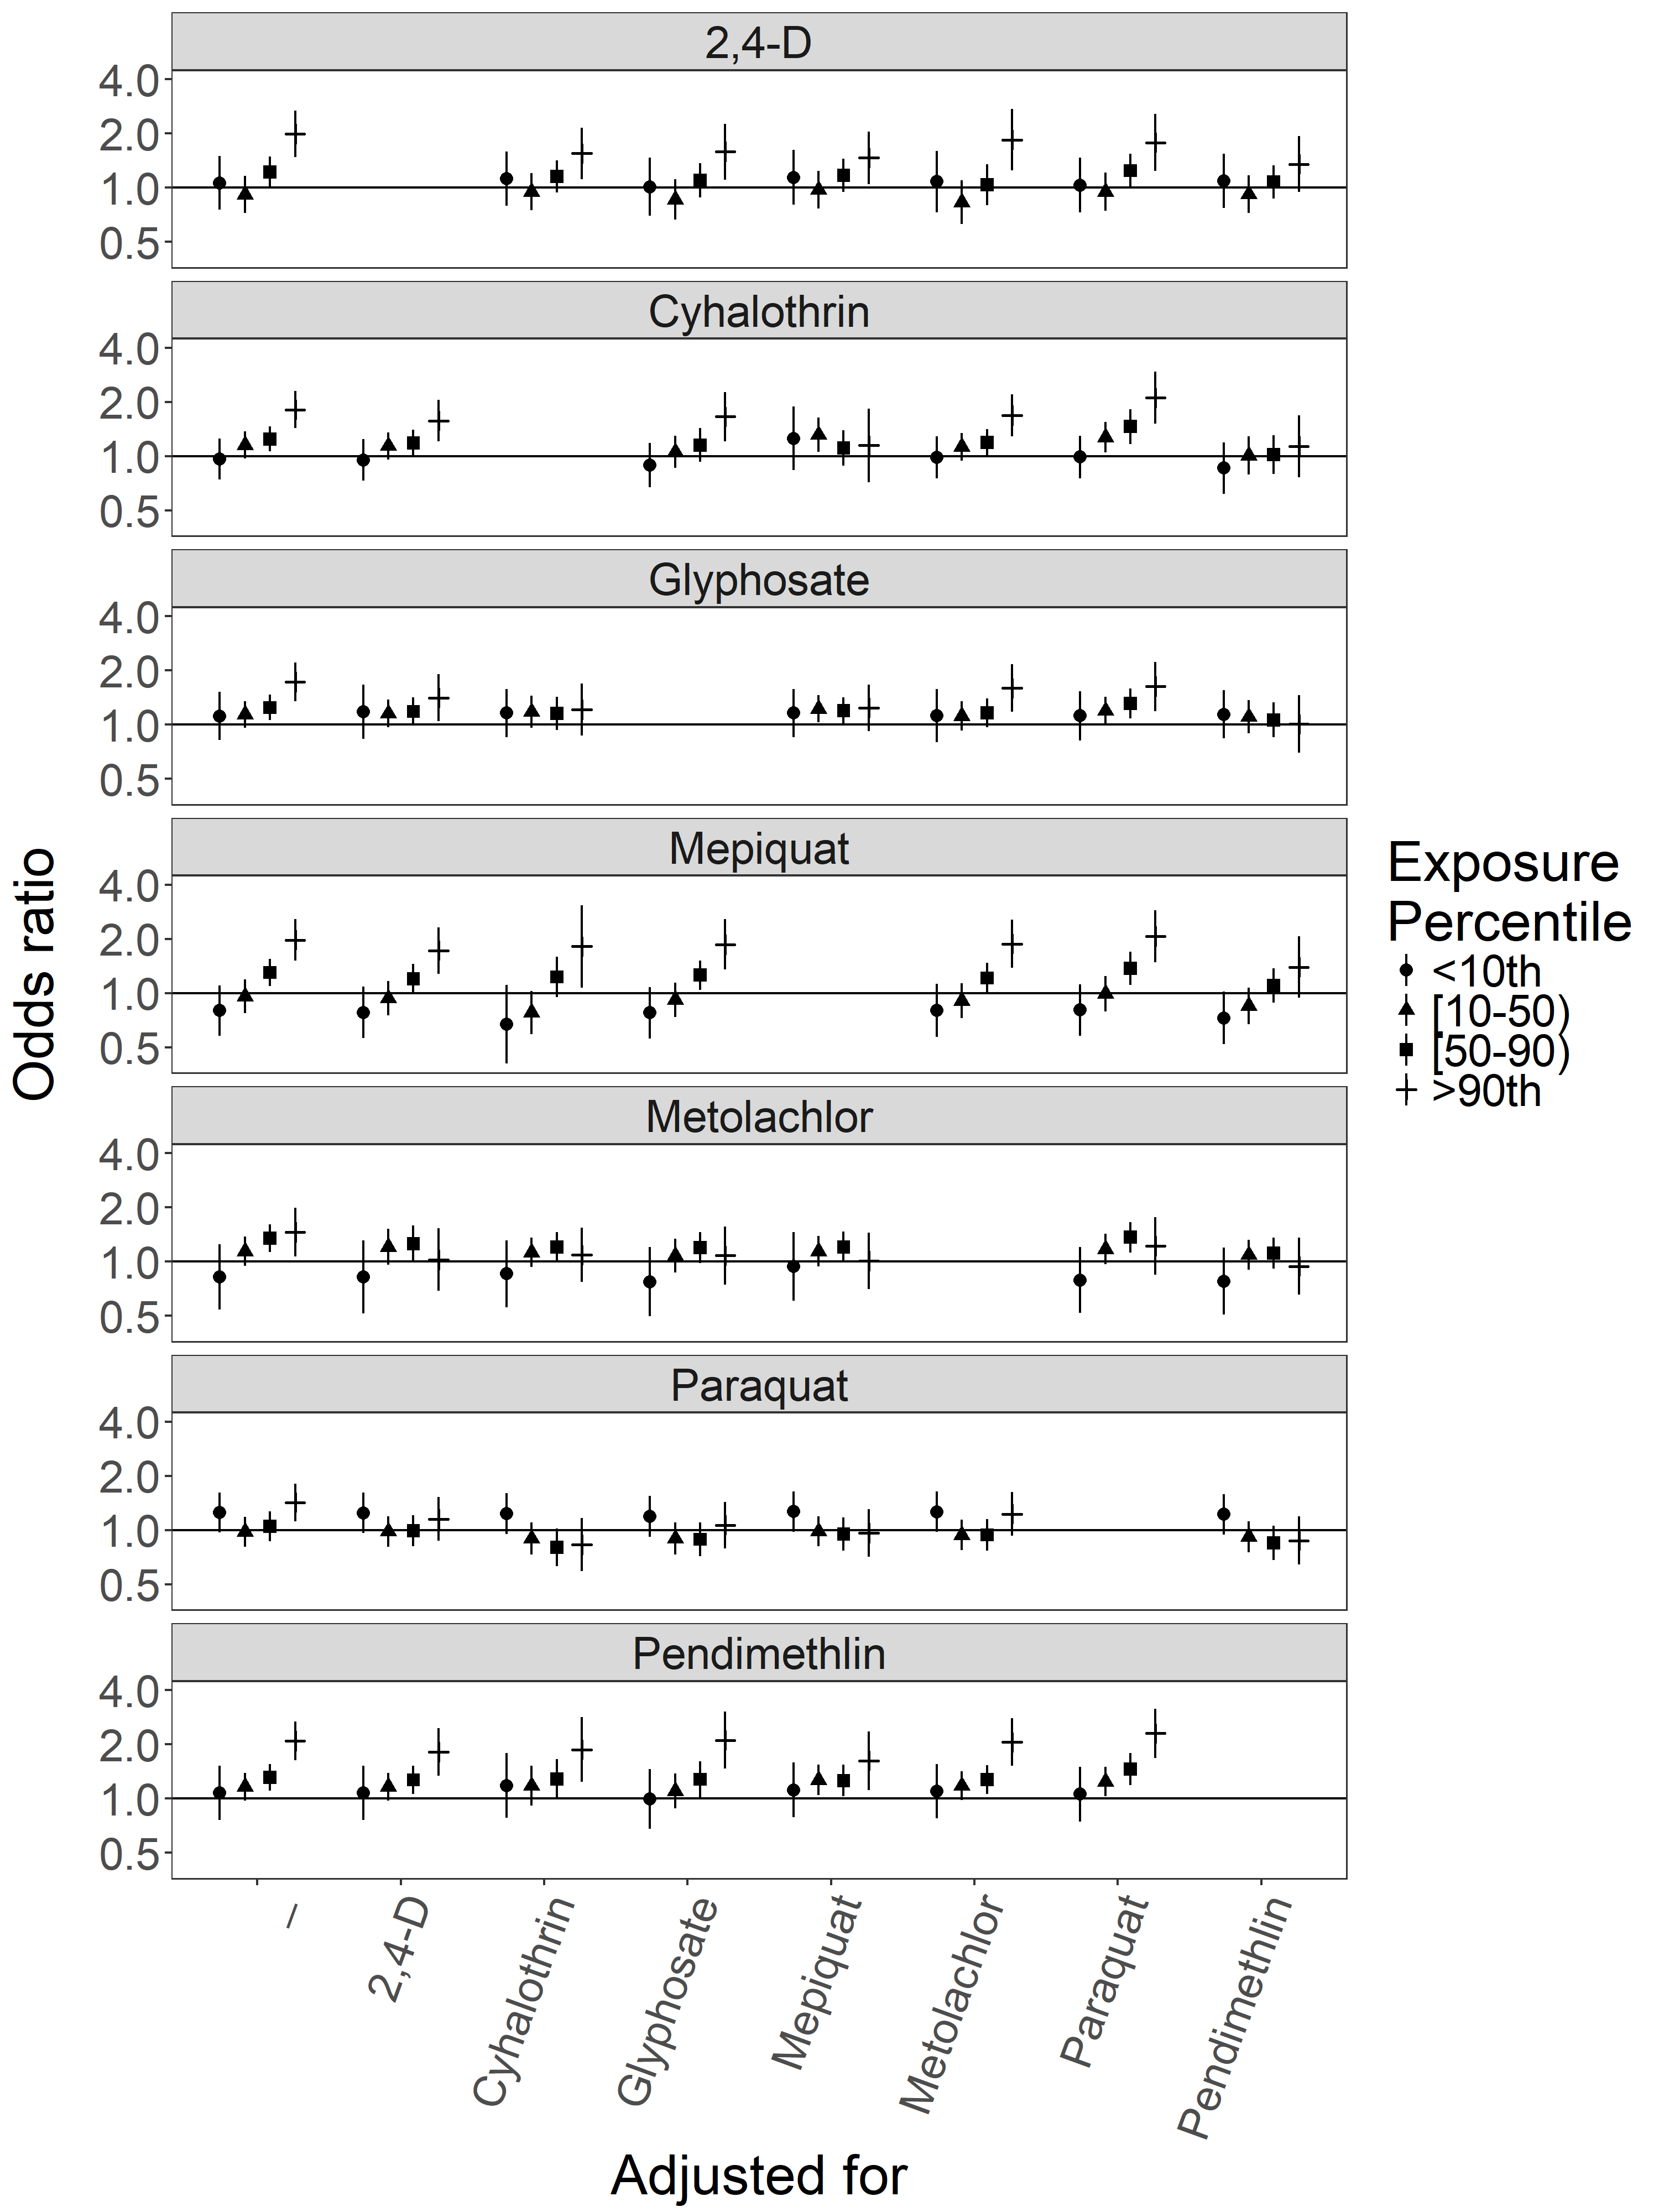 2,4-D
4.0
2.0
1.0
0.5
Cyhalothrin
4.0
2.0
1.0
0.5
Glyphosate
4.0
2.0
1.0
0.5
Mepiquat
4.0
2.0
1.0
0.5
Metolachlor
4.0
2.0
1.0
0.5
Paraquat
4.0
2.0
1.0
0.5
Pendimethlin
4.0
2.0
1.0
0.5
Odds ratio
–
2,4-D
Cyhalothrin
Glyphosate
Mepiquat
Metolachlor
Paraquat
Pendimethlin
Adjusted for
Exposure
Percentile
<10th
[10-50)
[50-90)
>90th